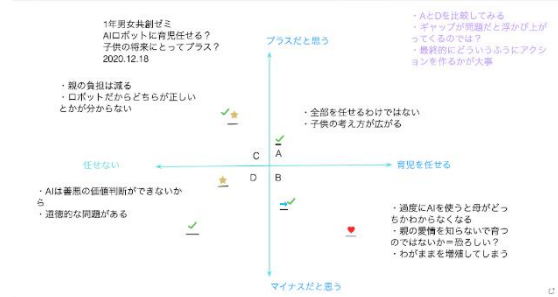 1年男女共創ゼミ
AIロボットに育児任せる？
子供の将来にとってプラス？
2020.12.18
・AとDを比較してみる
・ギャップが問題だと浮かび上が
ってくるのでは？
・最終的にどういうふうにアクシ
ョンを作るかが大事
プラスだと思う
・親の負担は減る
・ロボットだからどちらが正しい
とかが分からない
・全部を任せるわけではない
・子供の考え方が広がる
C
A
任せない
育児を任せる
D
B
・AIは善悪の価値判断ができないか
ら
・道徳的な問題がある
・過度にAIを使うと母がどっ
ちかわからなくなる
・親の愛情を知らないで育つ
のではないか＝恐ろしい？
・わがままを増殖してしまう
マイナスだと思う